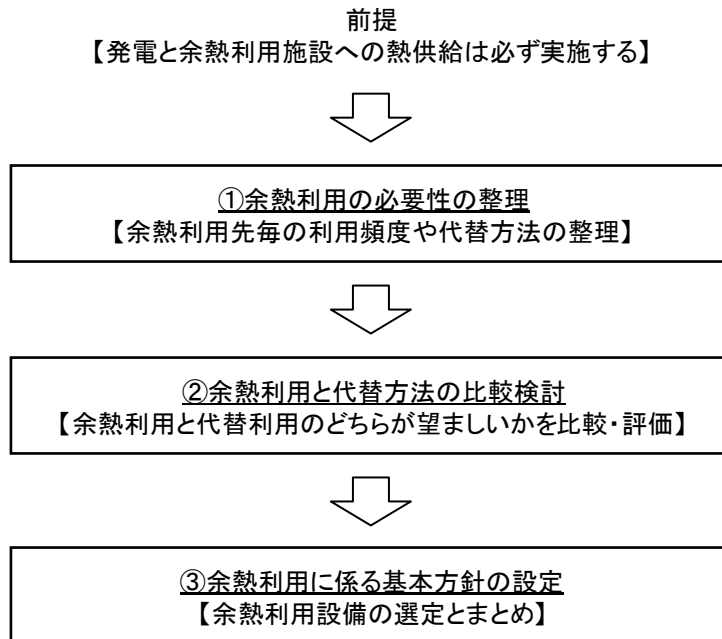 前提
【発電と余熱利用施設への熱供給は必ず実施する】
①余熱利用の必要性の整理
【余熱利用先毎の利用頻度や代替方法の整理】
②余熱利用と代替方法の比較検討
【余熱利用と代替利用のどちらが望ましいかを比較・評価】
③余熱利用に係る基本方針の設定
【余熱利用設備の選定とまとめ】